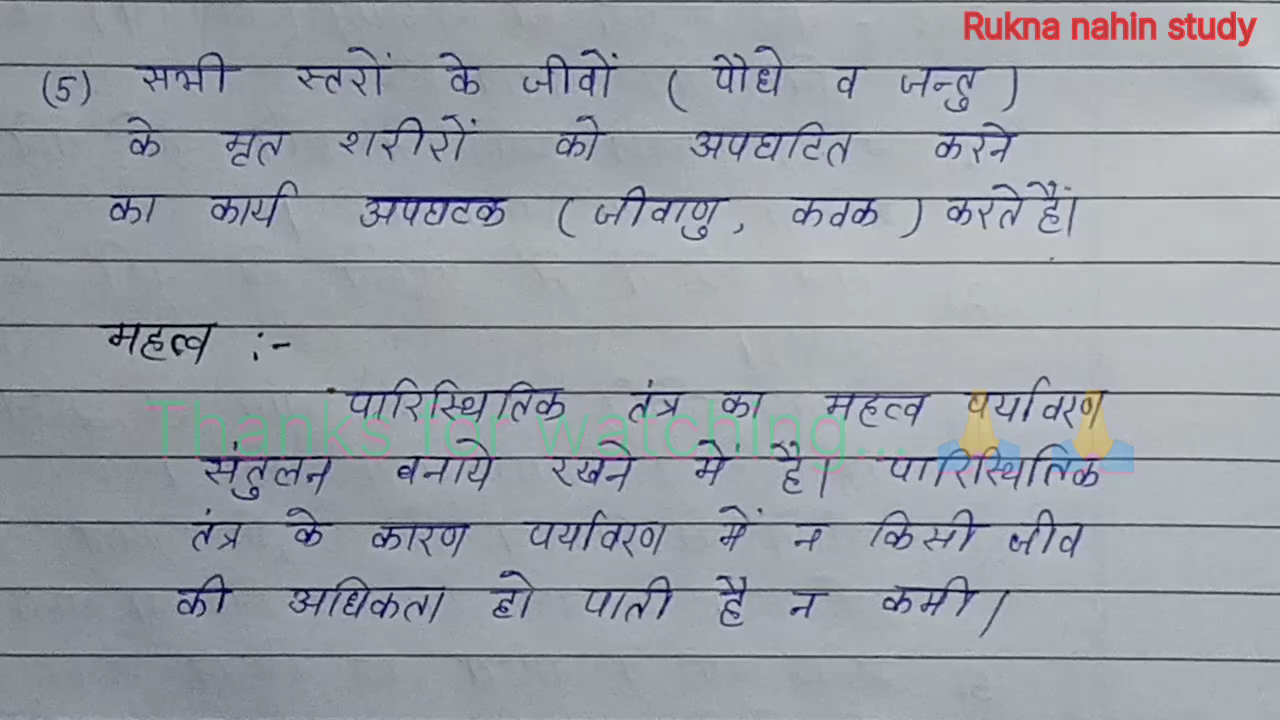 Rukna nahin study
(5) सभी स्तरों के जीवों ( पौधे व जन्तु )
के मृत शरीरों को अपघटित करने
का कार्य अपघटक ( जीवाणु, कवक ) करते हैं।
महत्व :-
पारिस्थितिक तंत्र का महत्व पर्यावरण
Thanks for watching... 🙏 🙏
संतुलन बनाये रखने में है। पारिस्थितिक
तंत्र के कारण पर्यावरण में न किसी जीव
की अधिकता हो पाती है न कमी।